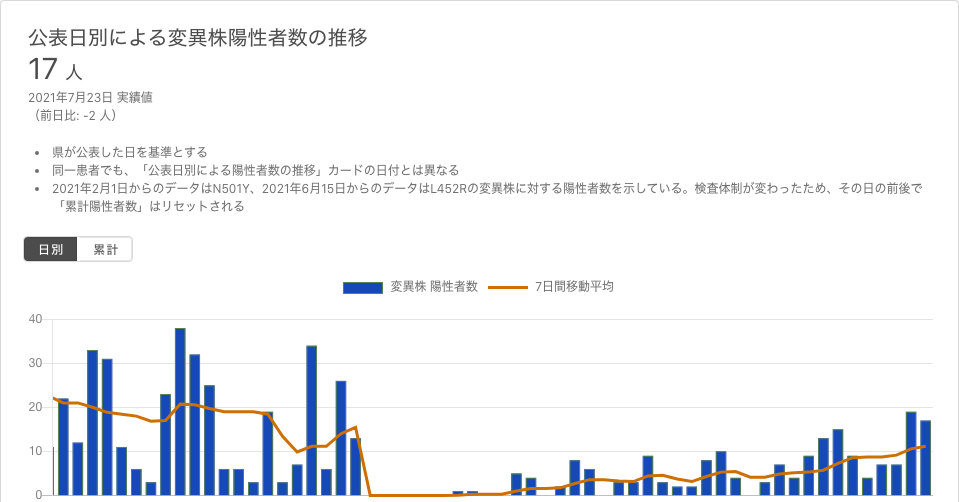 公表日別による変異株陽性者数の推移
17 人
2021年7月23日 実績値
（前日比: -2 人）
• 県が公表した日を基準とする
• 同一患者でも、「公表日別による陽性者数の推移」カードの日付とは異なる
• 2021年2月1日からのデータはN501Y、2021年6月15日からのデータはL452Rの変異株に対する陽性者数を示している。検査体制が変わったため、その日の前後で
「累計陽性者数」はリセットされる
日別 累計
変異株 陽性者数 7日間移動平均
40
30
20
10
0